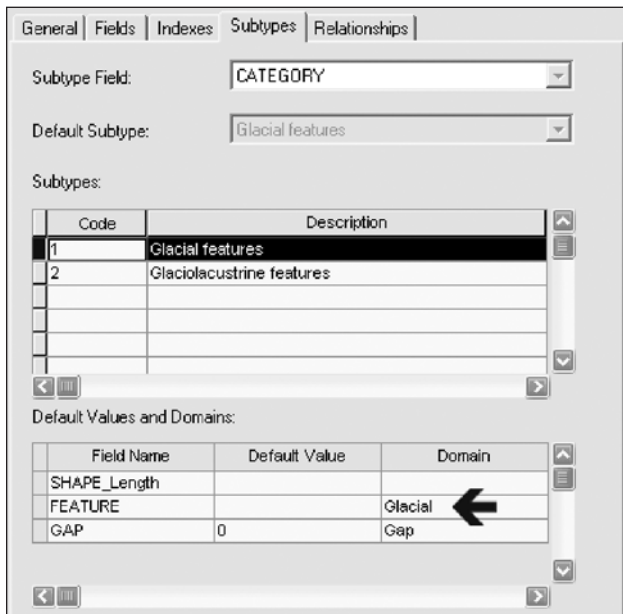 General Fields Indexes Subtypes Relationships
Subtype Field: CATEGORY
Default Subtype: Glacial features
Subtypes:
Code Description
1 Glacial features
2 Glaciolacustrine features
Default Values and Domains:
Field Name Default Value Domain
SHAPE_Length
FEATURE Glacial
GAP 0 Gap